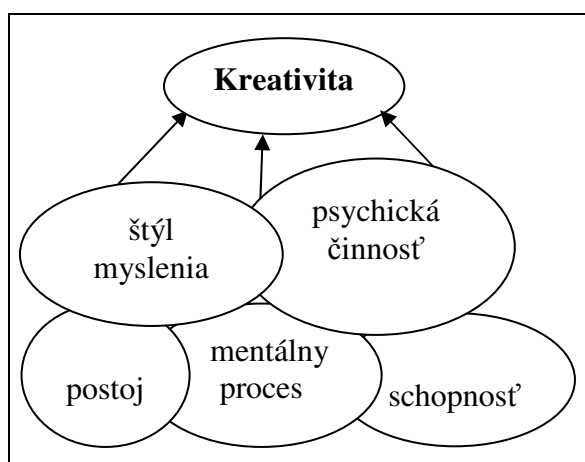 Kreativita
štýl
myslenia
psychická
činnosť
postoj
mentálny
proces
schopnosť